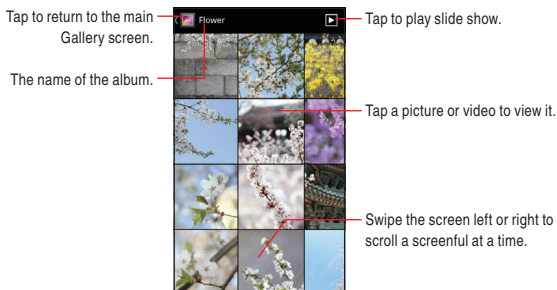 Tap to return to the main
Gallery screen.
The name of the album.
Flower
Tap to play slide show.
Tap a picture or video to view it.
Swipe the screen left or right to
scroll a screenful at a time.